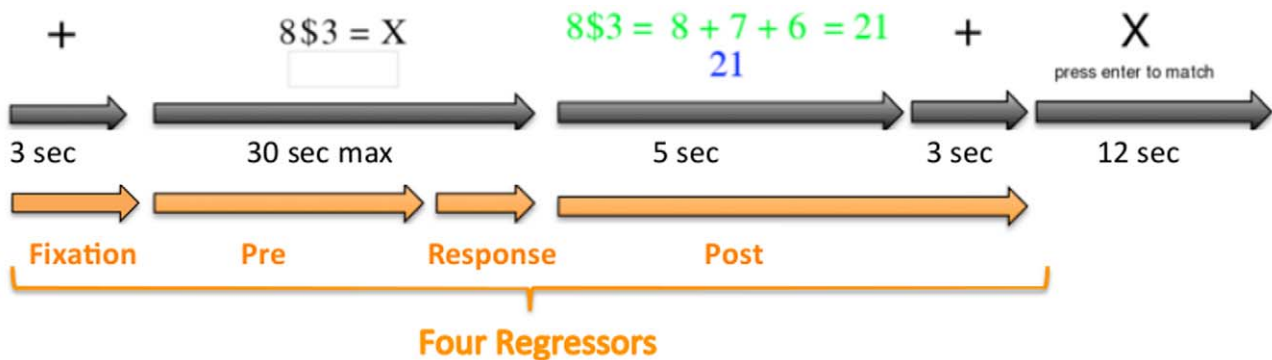 +
8$3 = X
8$3 = 8 + 7 + 6 = 21
21
+
X
press enter to match
3 sec
30 sec max
5 sec
3 sec
12 sec
Fixation
Pre
Response
Post
Four Regressors